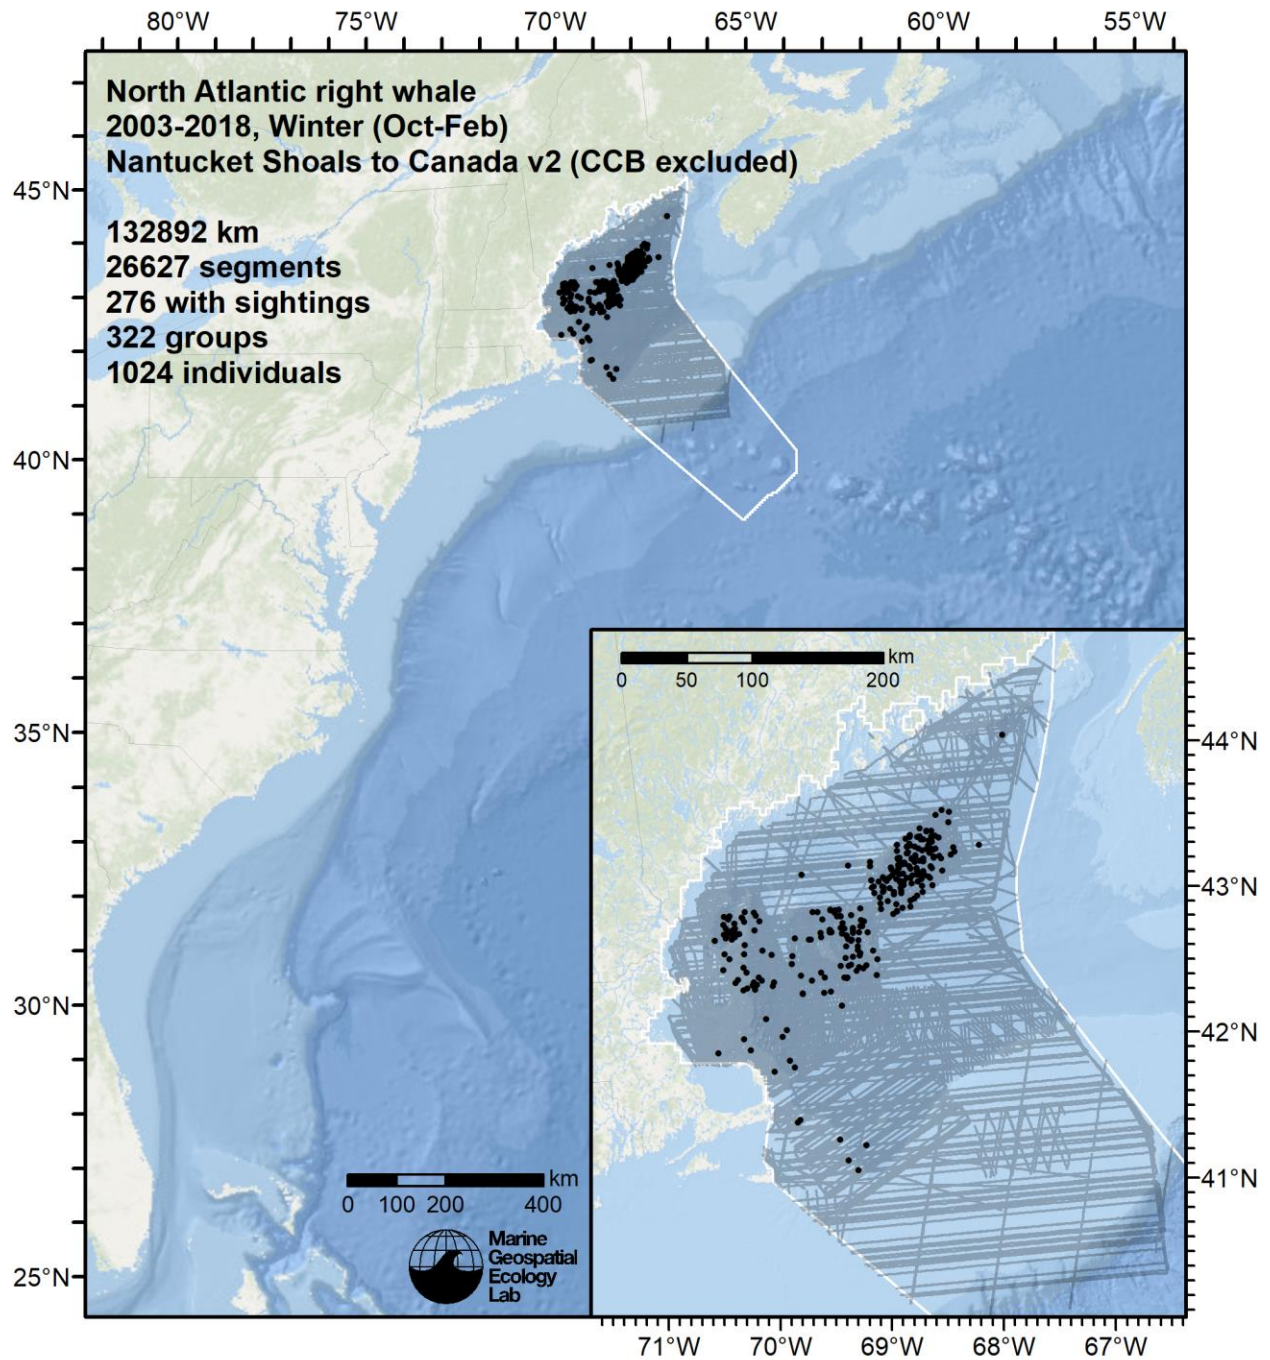 80°W 75°W 70°W 65°W 60°W 55°W
North Atlantic right whale
2003-2018, Winter (Oct-Feb)
Nantucket Shoals to Canada v2 (CCB excluded)
45°N
132892 km
26627 segments
276 with sightings
322 groups
1024 individuals
40°N
km
0 50 100 200
35°N
44°N
43°N
30°N
42°N
41°N
km
0 100 200 400
Marine
Geospatial
Ecology
Lab
25°N
71°W 70°W 69°W 68°W 67°W